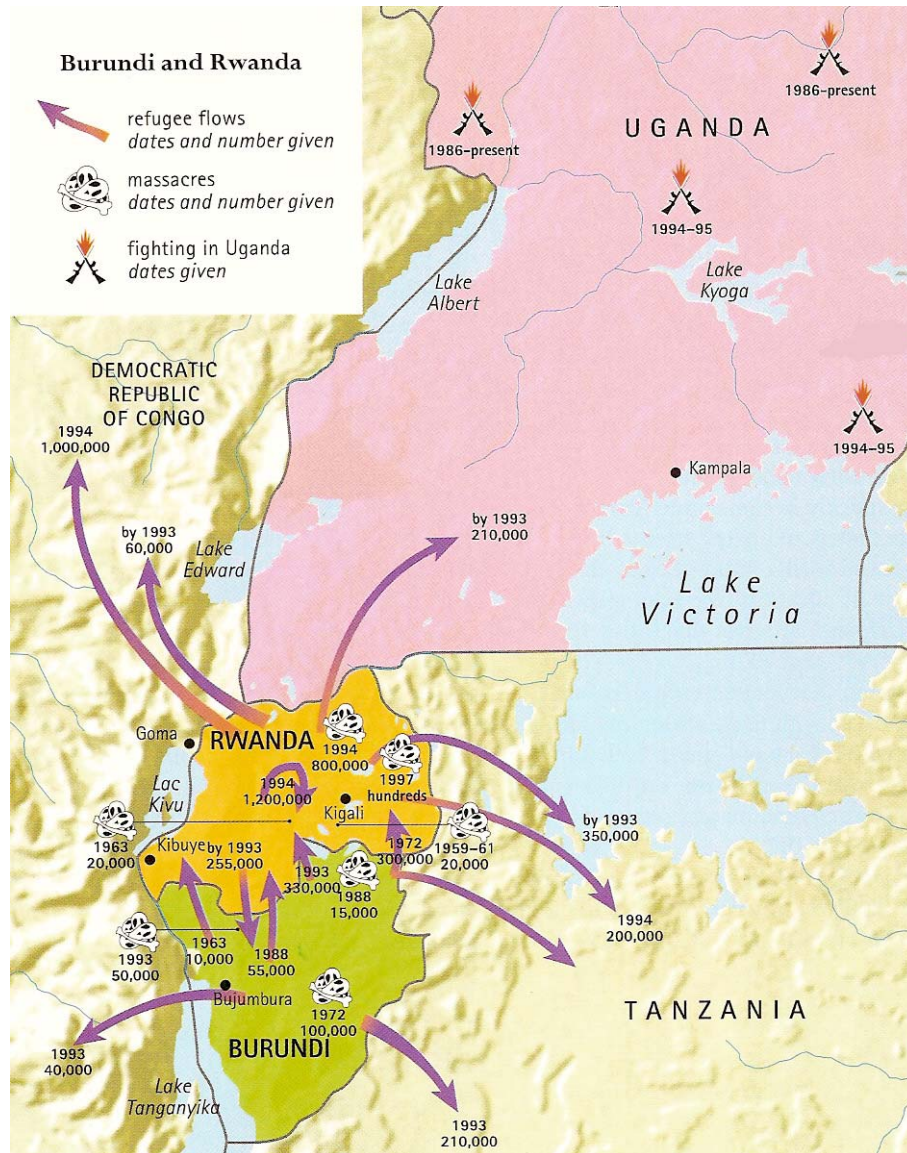 Burundi and Rwanda
refugee flows
dates and number given
massacres
dates and number given
fighting in Uganda
dates given
1986–present
1986–present
UGANDA
1994–95
Lake
Albert
Lake
Kyoga
DEMOCRATIC
REPUBLIC
OF CONGO
1994
1,000,000
1994–95
Kampala
by 1993
60,000
by 1993
210,000
Lake
Edward
Lake
Victoria
Goma
RWANDA
1994
800,000
Lac
Kivu
1994
1,200,000
1997
hundreds
Kigali
1963
20,000
Kibuye
by 1993
255,000
1993
330,000
1972
300,000
1959–61
20,000
by 1993
350,000
1988
15,000
1994
200,000
1993
50,000
1963
10,000
1988
55,000
Bujumbura
1972
100,000
TANZANIA
BURUNDI
1993
40,000
Lake
Tanganyika
1993
210,000